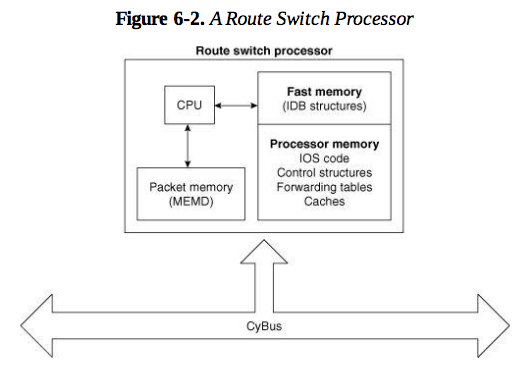 Figure 6-2. A Route Switch Processor
Route switch processor
CPU
Fast memory
(IDB structures)
Processor memory
IOS code
Control structures
Forwarding tables
Caches
Packet memory
(MEMD)
CyBus